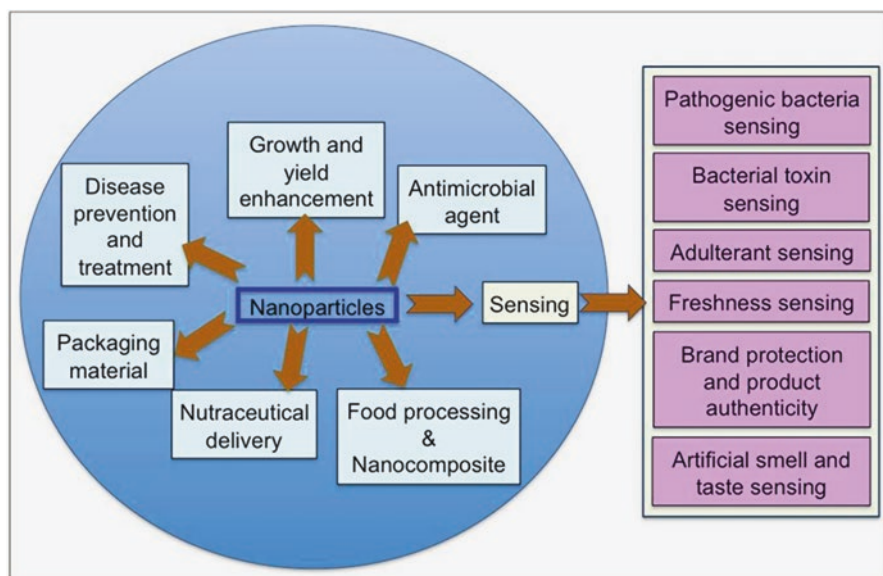 Growth and
yield
enhancement
Disease
prevention
and
treatment
Antimicrobial
agent
Nanoparticles
Sensing
Packaging
material
Nutraceutical
delivery
Food processing
&
Nanocomposite
Pathogenic bacteria
sensing
Bacterial toxin
sensing
Adulterant sensing
Freshness sensing
Brand protection
and product
authenticity
Artificial smell and
taste sensing